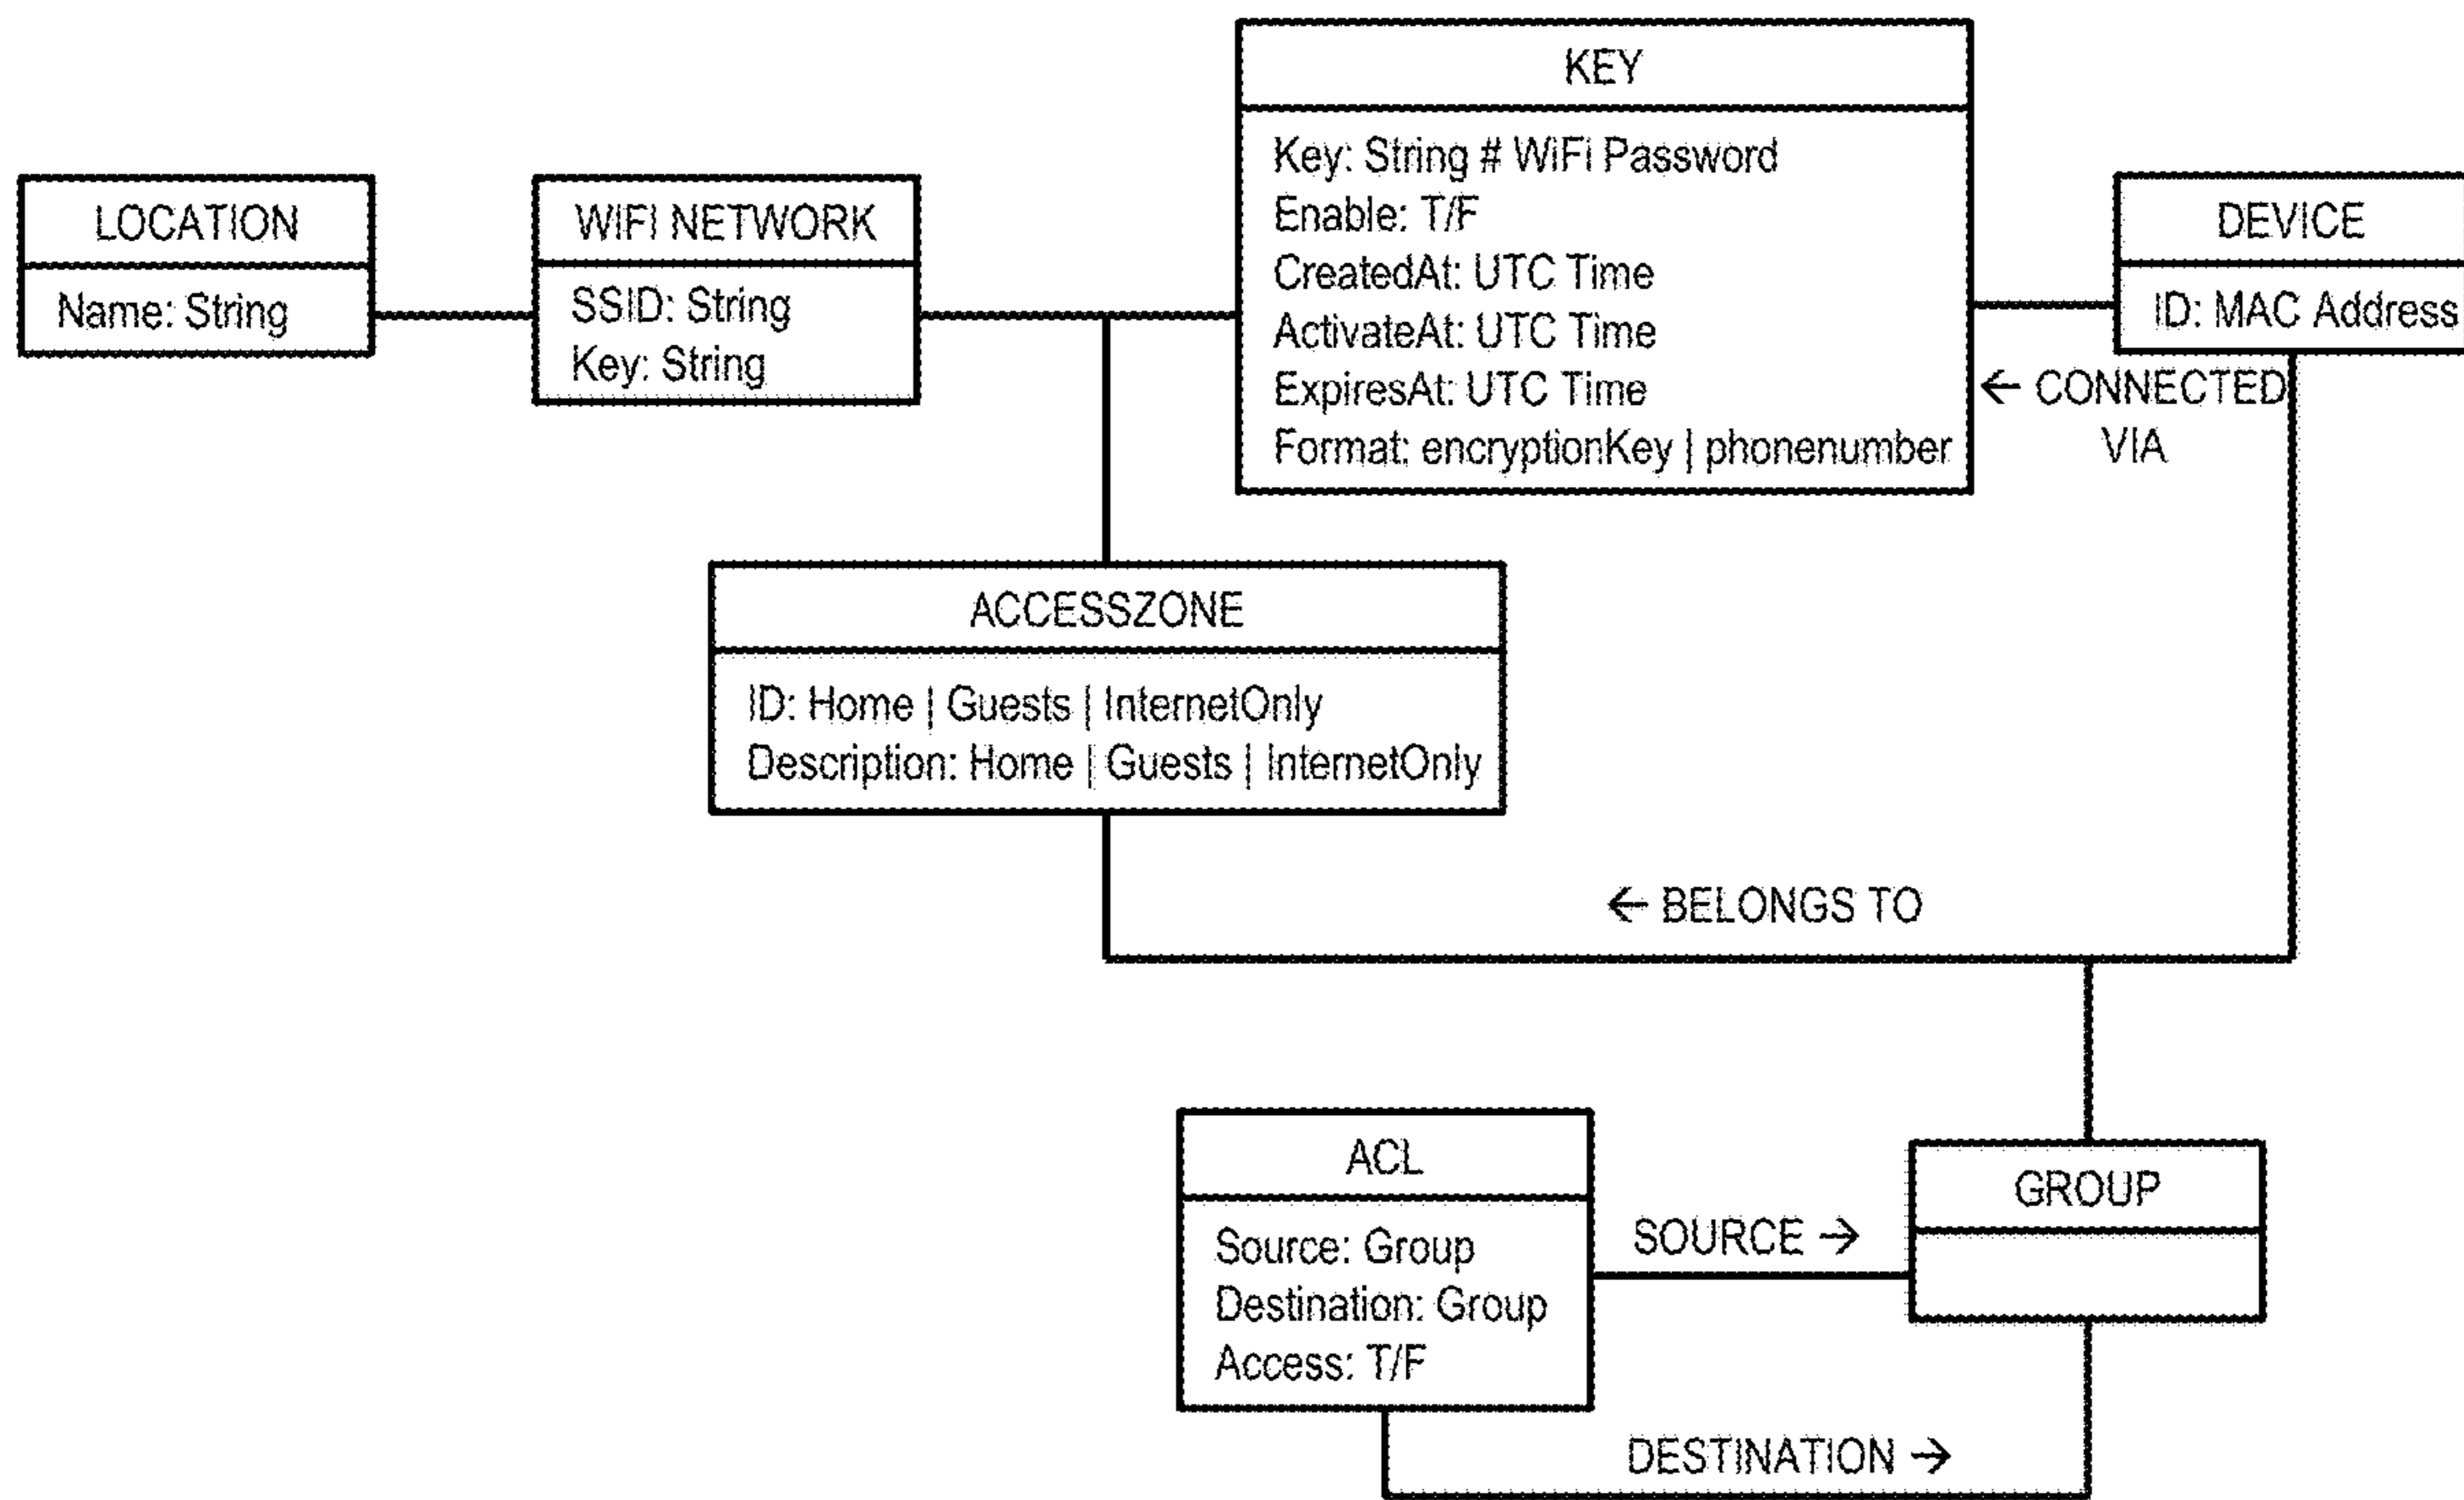 LOCATION
Name: String
WIFI NETWORK
SSID: String
Key: String
KEY
Key: String # WiFi Password
Enable: T/F
CreatedAt: UTC Time
ActivateAt: UTC Time
ExpiresAt: UTC Time
Format: encryptionKey | phonenumber
DEVICE
ID: MAC Address
← CONNECTED
VIA
ACCESSZONE
ID: Home | Guests | InternetOnly
Description: Home | Guests | InternetOnly
← BELONGS TO
ACL
Source: Group
Destination: Group
Access: T/F
SOURCE →
GROUP
DESTINATION →